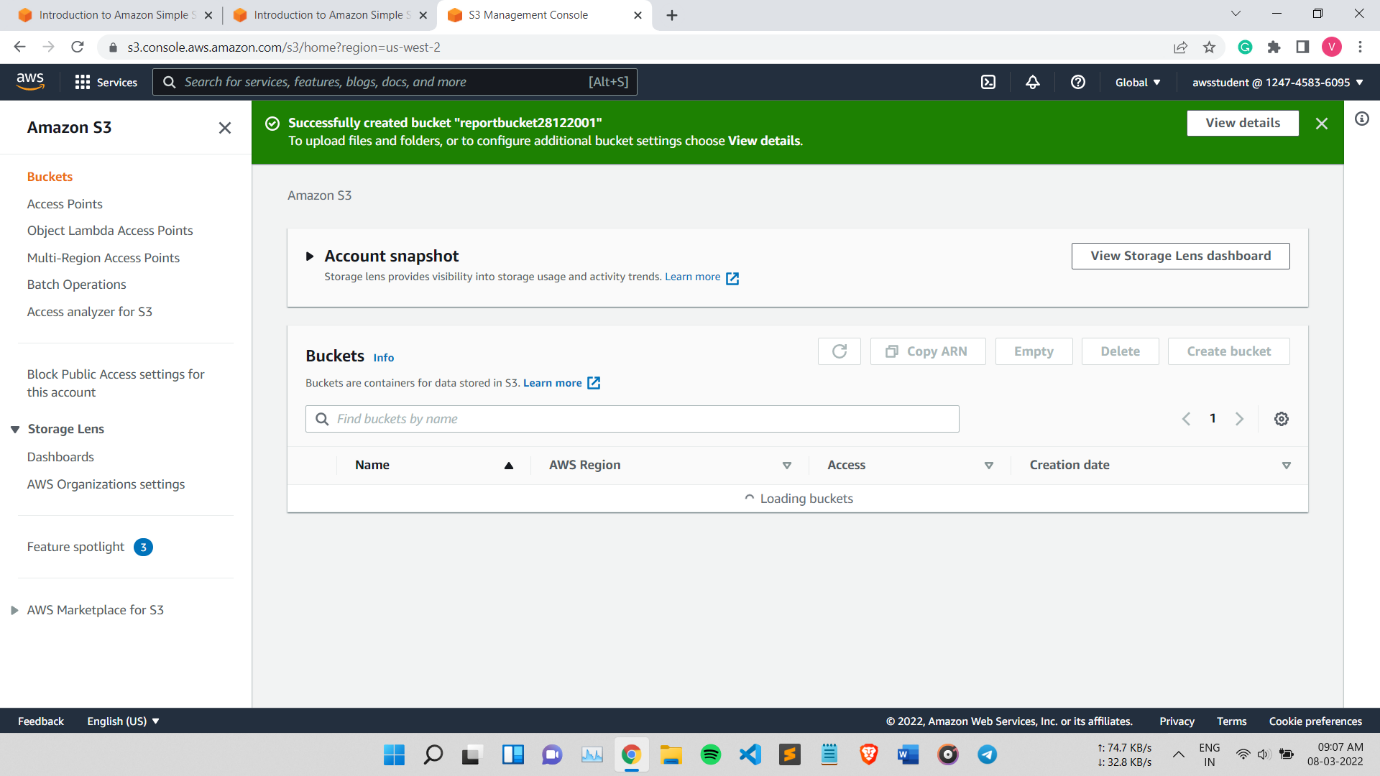 Introduction to Amazon Simple S
Introduction to Amazon Simple S
S3 Management Console
s3.console.aws.amazon.com/s3/home?region=us-west-2
V
aws
Services
Search for services, features, blogs, docs, and more
[Alt+S]
Global
awsstudent @ 1247-4583-6095
Amazon S3
Buckets
Access Points
Object Lambda Access Points
Multi-Region Access Points
Batch Operations
Access analyzer for S3
Block Public Access settings for
this account
Storage Lens
Dashboards
AWS Organizations settings
Feature spotlight 3
AWS Marketplace for S3
Successfully created bucket "reportbucket28122001"
To upload files and folders, or to configure additional bucket settings choose View details.
View details
Amazon S3
Account snapshot
Storage lens provides visibility into storage usage and activity trends. Learn more
View Storage Lens dashboard
Buckets Info
Buckets are containers for data stored in S3. Learn more
Copy ARN
Empty
Delete
Create bucket
Find buckets by name
1
Name
AWS Region
Access
Creation date
Loading buckets
Feedback
English (US)
© 2022, Amazon Web Services, Inc. or its affiliates.
Privacy
Terms
Cookie preferences
↑: 74.7 KB/s
↓: 32.8 KB/s
ENG
IN
09:07 AM
08-03-2022